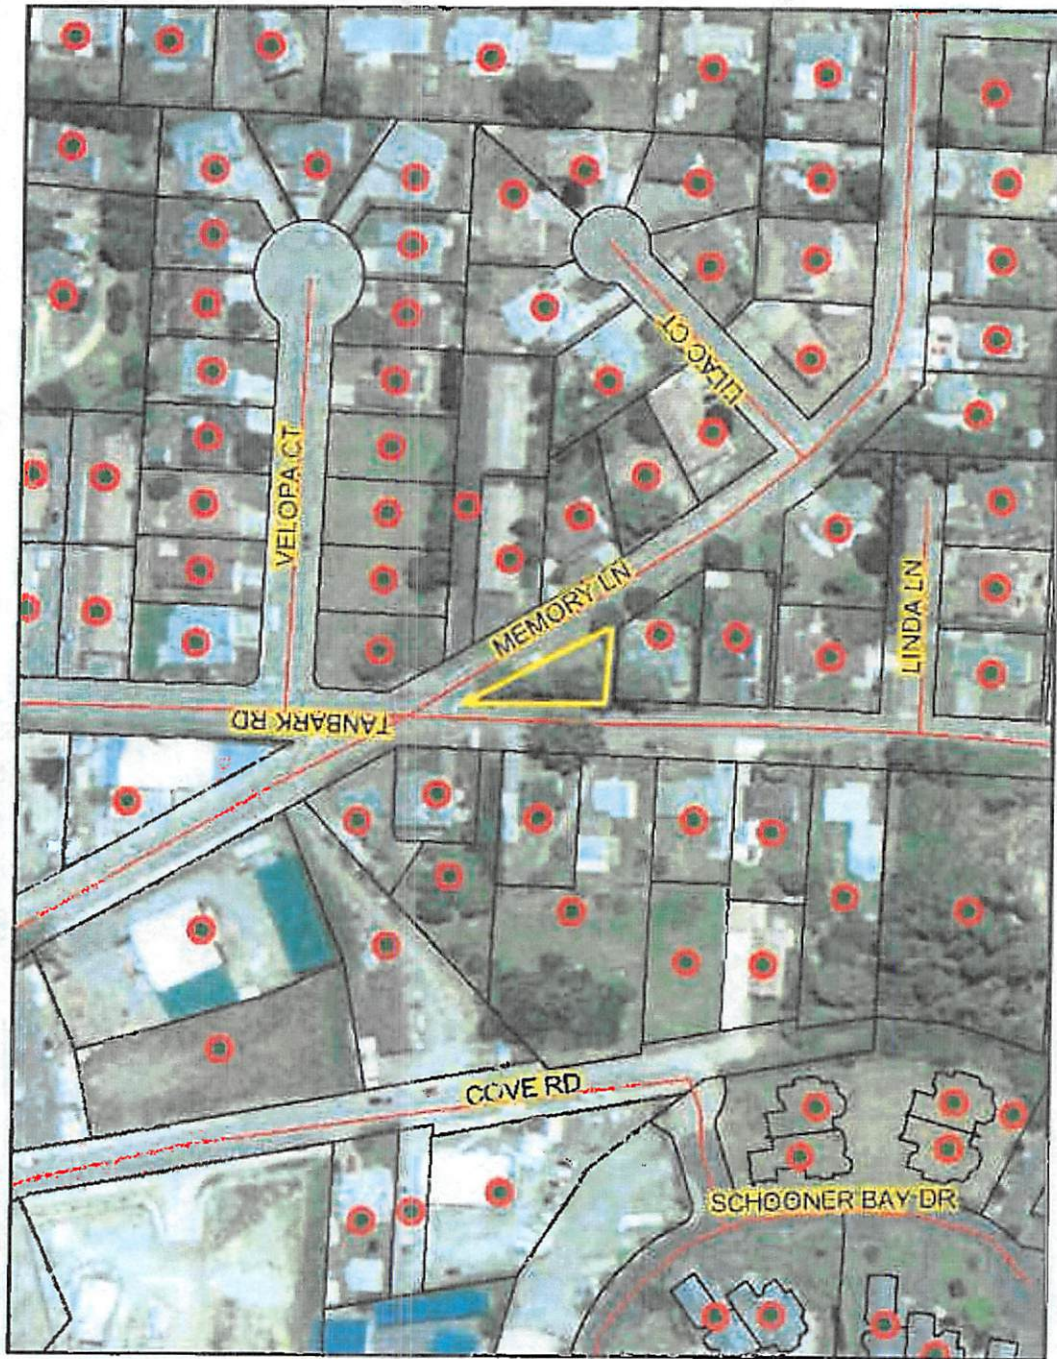 LILAC CT
VELOPA CT
MEMORY LN
LINDA LN
TANBARK RD
COVE RD
SCHOONER BAY DR